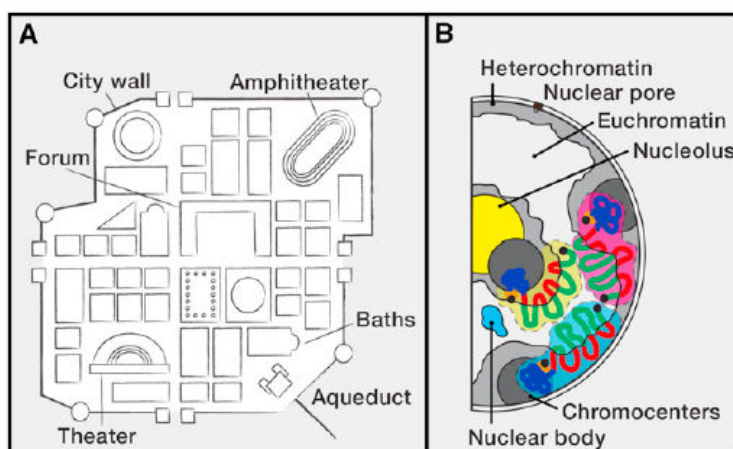 A
City wall
Amphitheater
Forum
Baths
Aqueduct
Theater
B
Heterochromatin
Nuclear pore
Euchromatin
Nucleolus
Chromocenters
Nuclear body